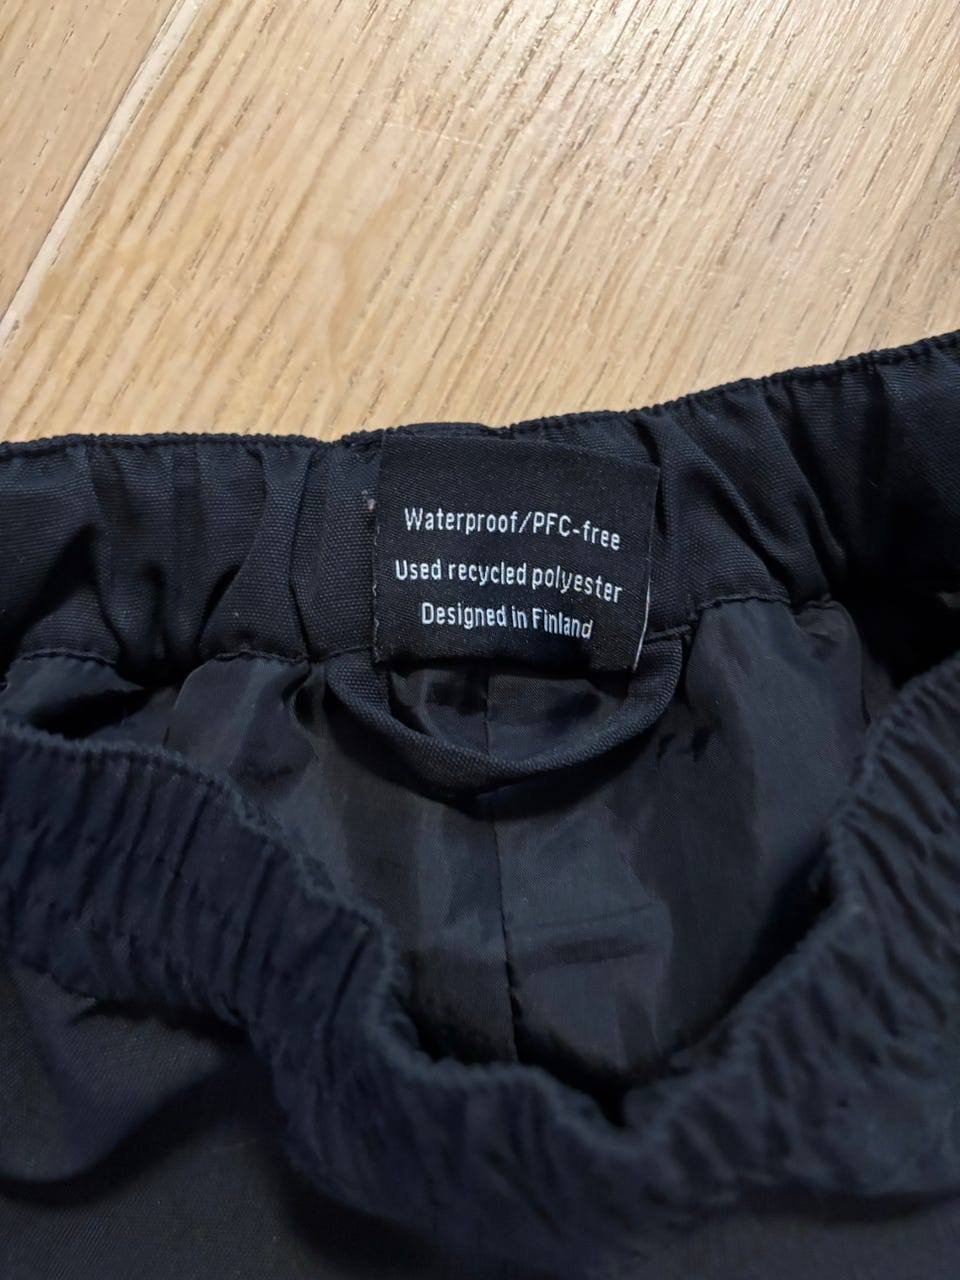 Waterproof/PFC-free
Used recycled polyester
Designed in Finland